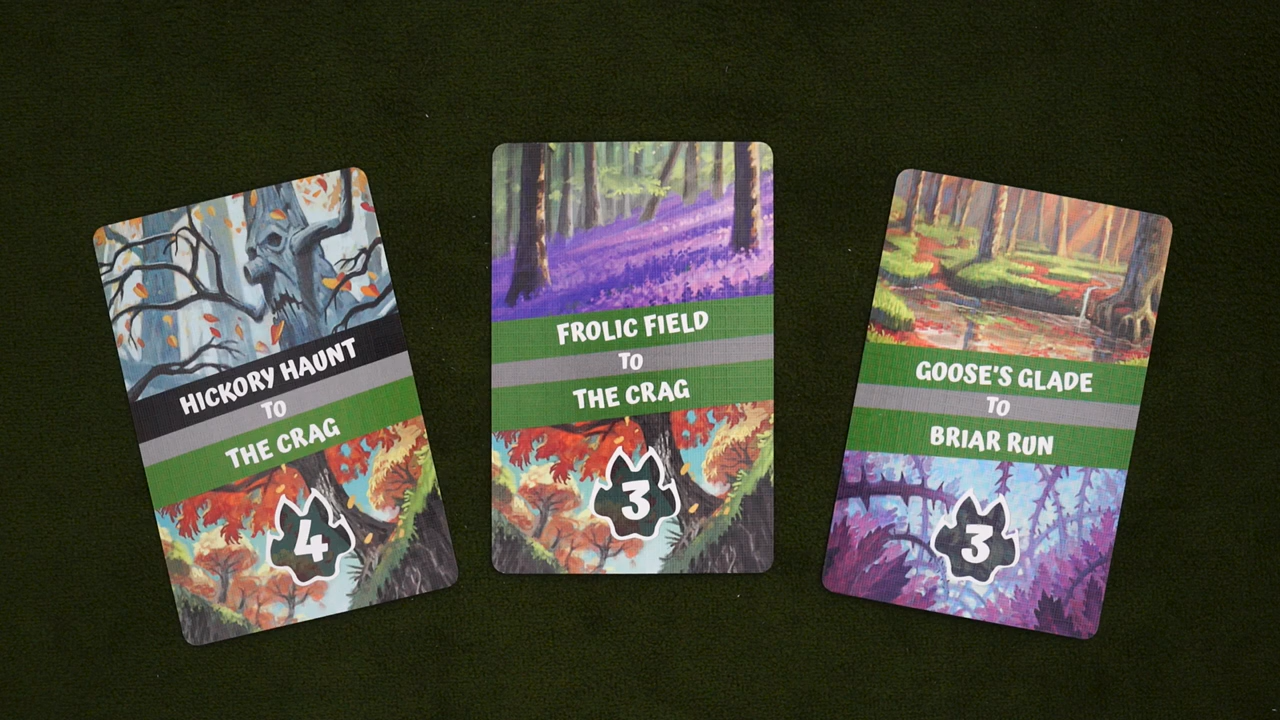 HICKORY HAUNT
TO
THE CRAG
4
FROLIC FIELD
TO
THE CRAG
3
GOOSE'S GLADE
TO
BRIAR RUN
3